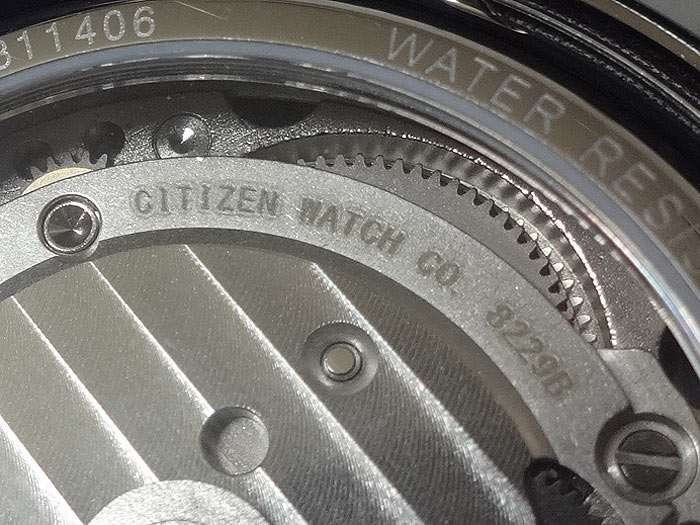 311406
WATER RESI
CITIZEN WATCH CO. 8229B